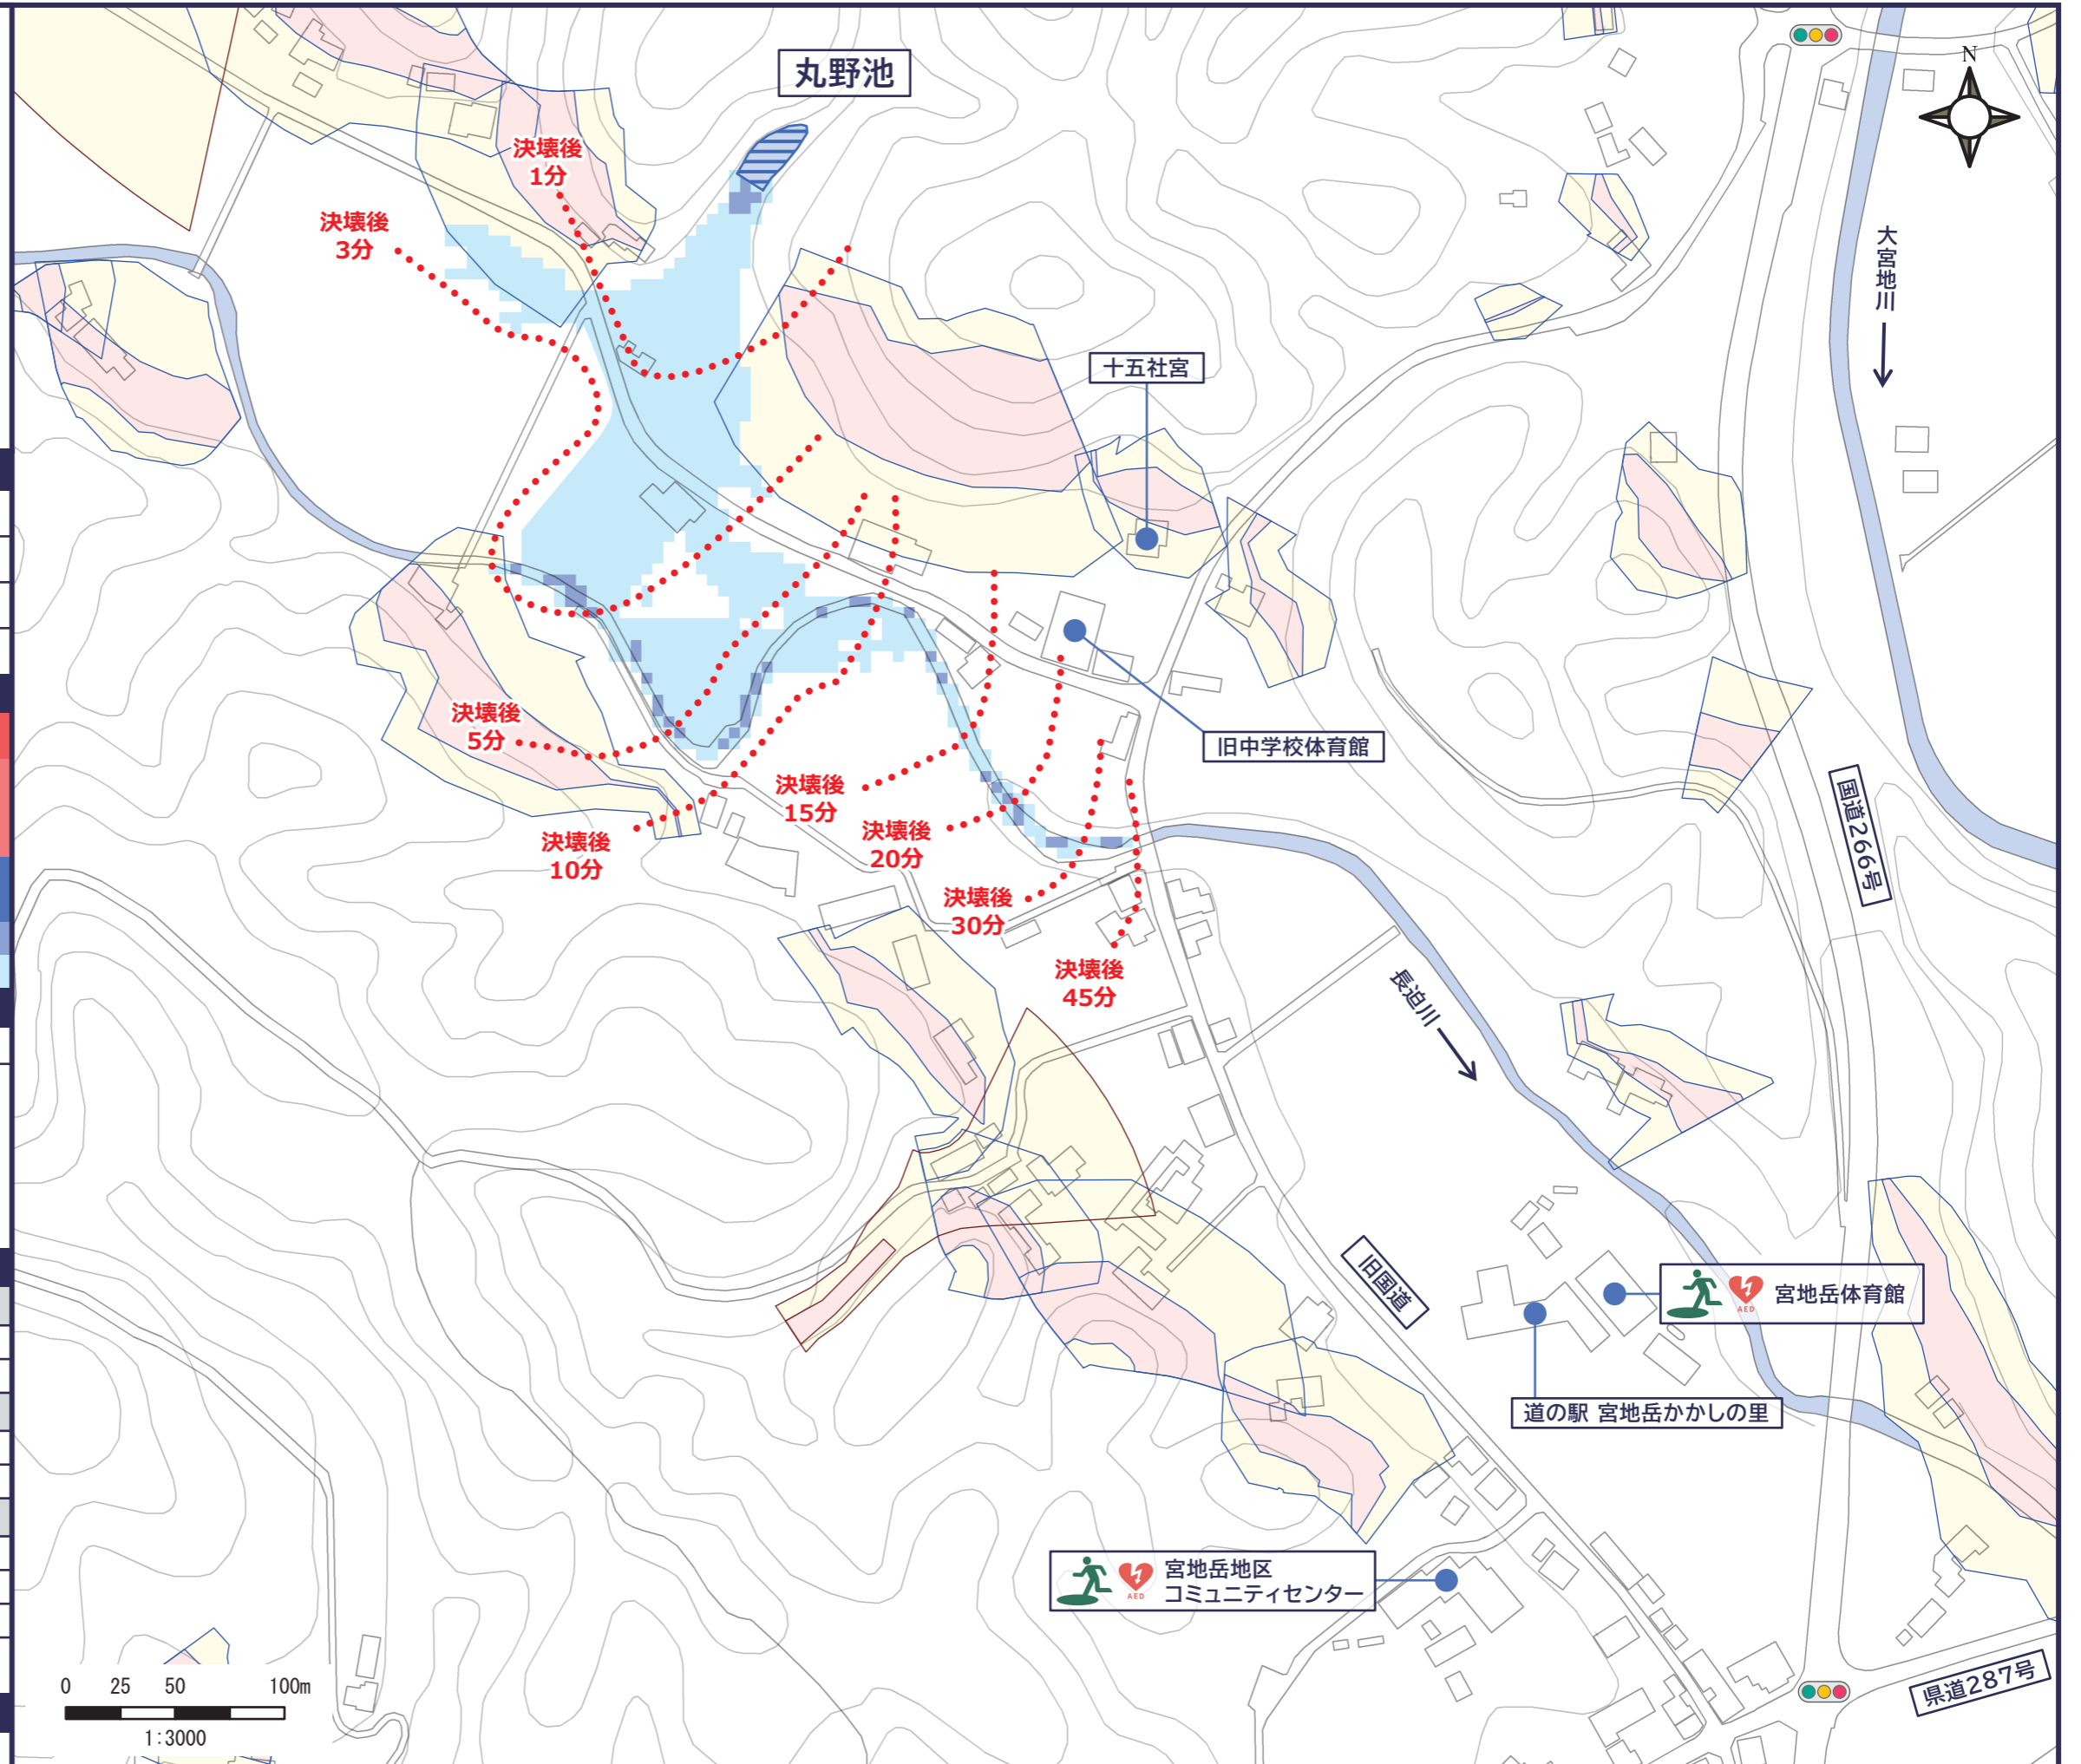 丸野池
N
決壊後
1分
決壊後
3分
大宮地川
十五社宮
決壊後
5分
旧中学校体育館
決壊後
15分
決壊後
10分
決壊後
20分
国道266号
決壊後
30分
決壊後
45分
長迫川
旧国道
AED
宮地岳体育館
道の駅 宮地岳かかしの里
AED
宮地岳地区
コミュニティセンター
県道287号
0 25 50 100m
1:3000